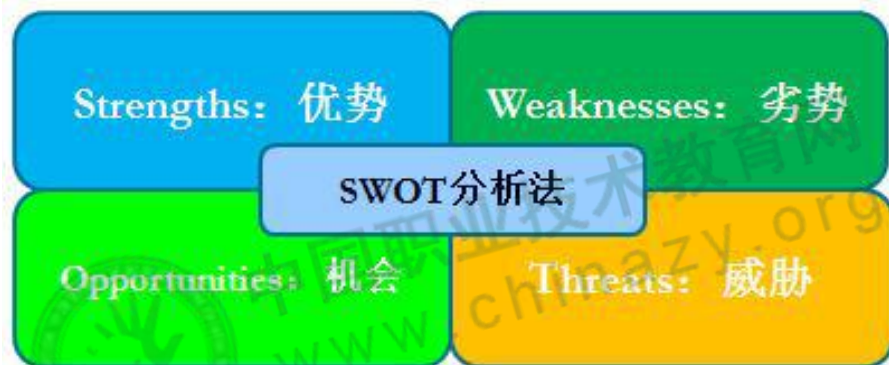 Strengths：优势
Weaknesses：劣势
SWOT分析法
Opportunities：机会
Threats：威胁
中国职业技术教育网
www.chinazy.org